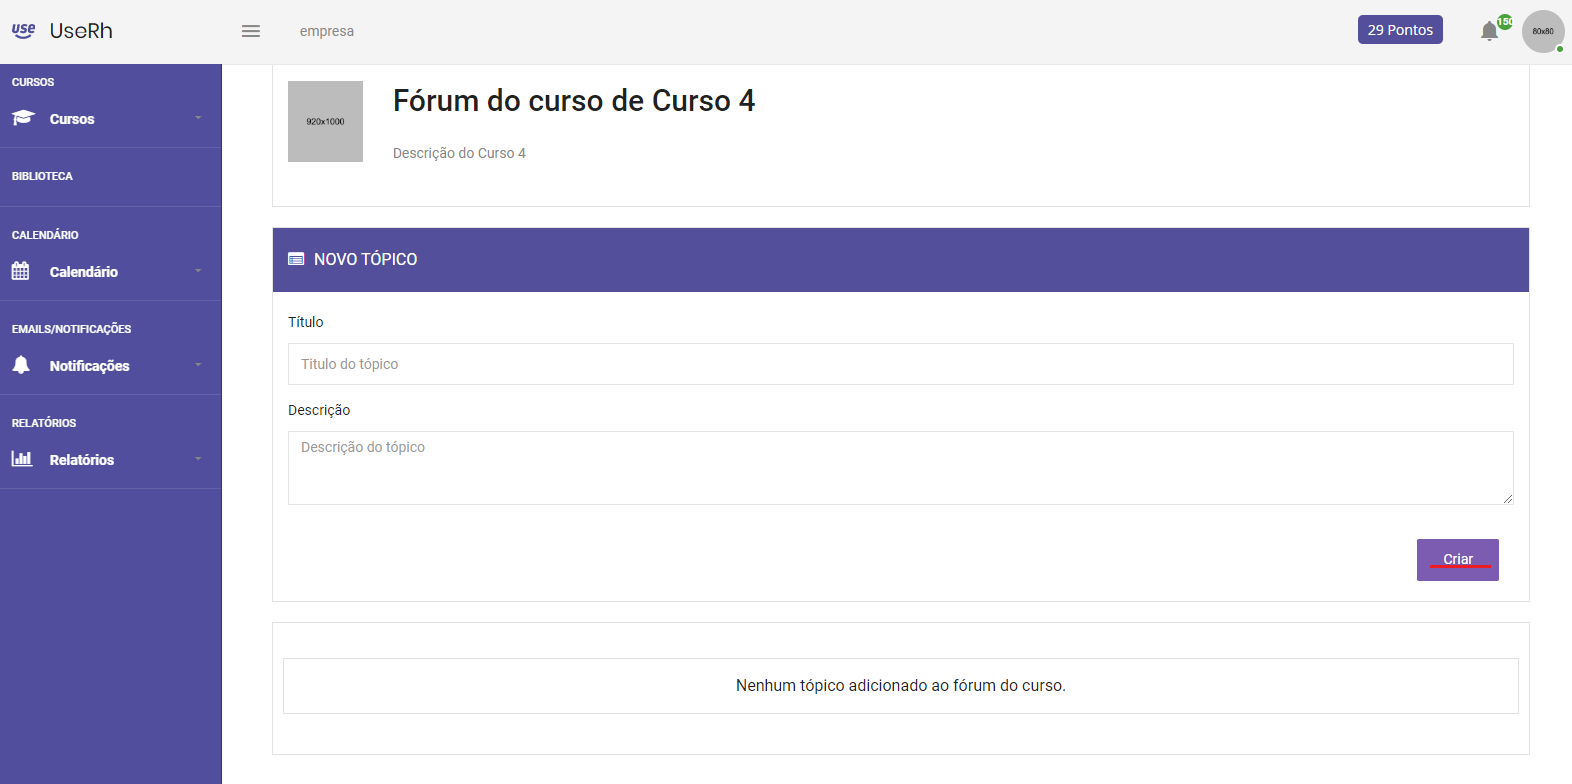 use UseRh
empresa
29 Pontos
150
80x80
CURSOS
Cursos
BIBLIOTECA
CALENDÁRIO
Calendário
EMAILS/NOTIFICAÇÕES
Notificações
RELATÓRIOS
Relatórios
920x1000
Fórum do curso de Curso 4
Descrição do Curso 4
NOVO TÓPICO
Título
Titulo do tópico
Descrição
Descrição do tópico
Criar
Nenhum tópico adicionado ao fórum do curso.